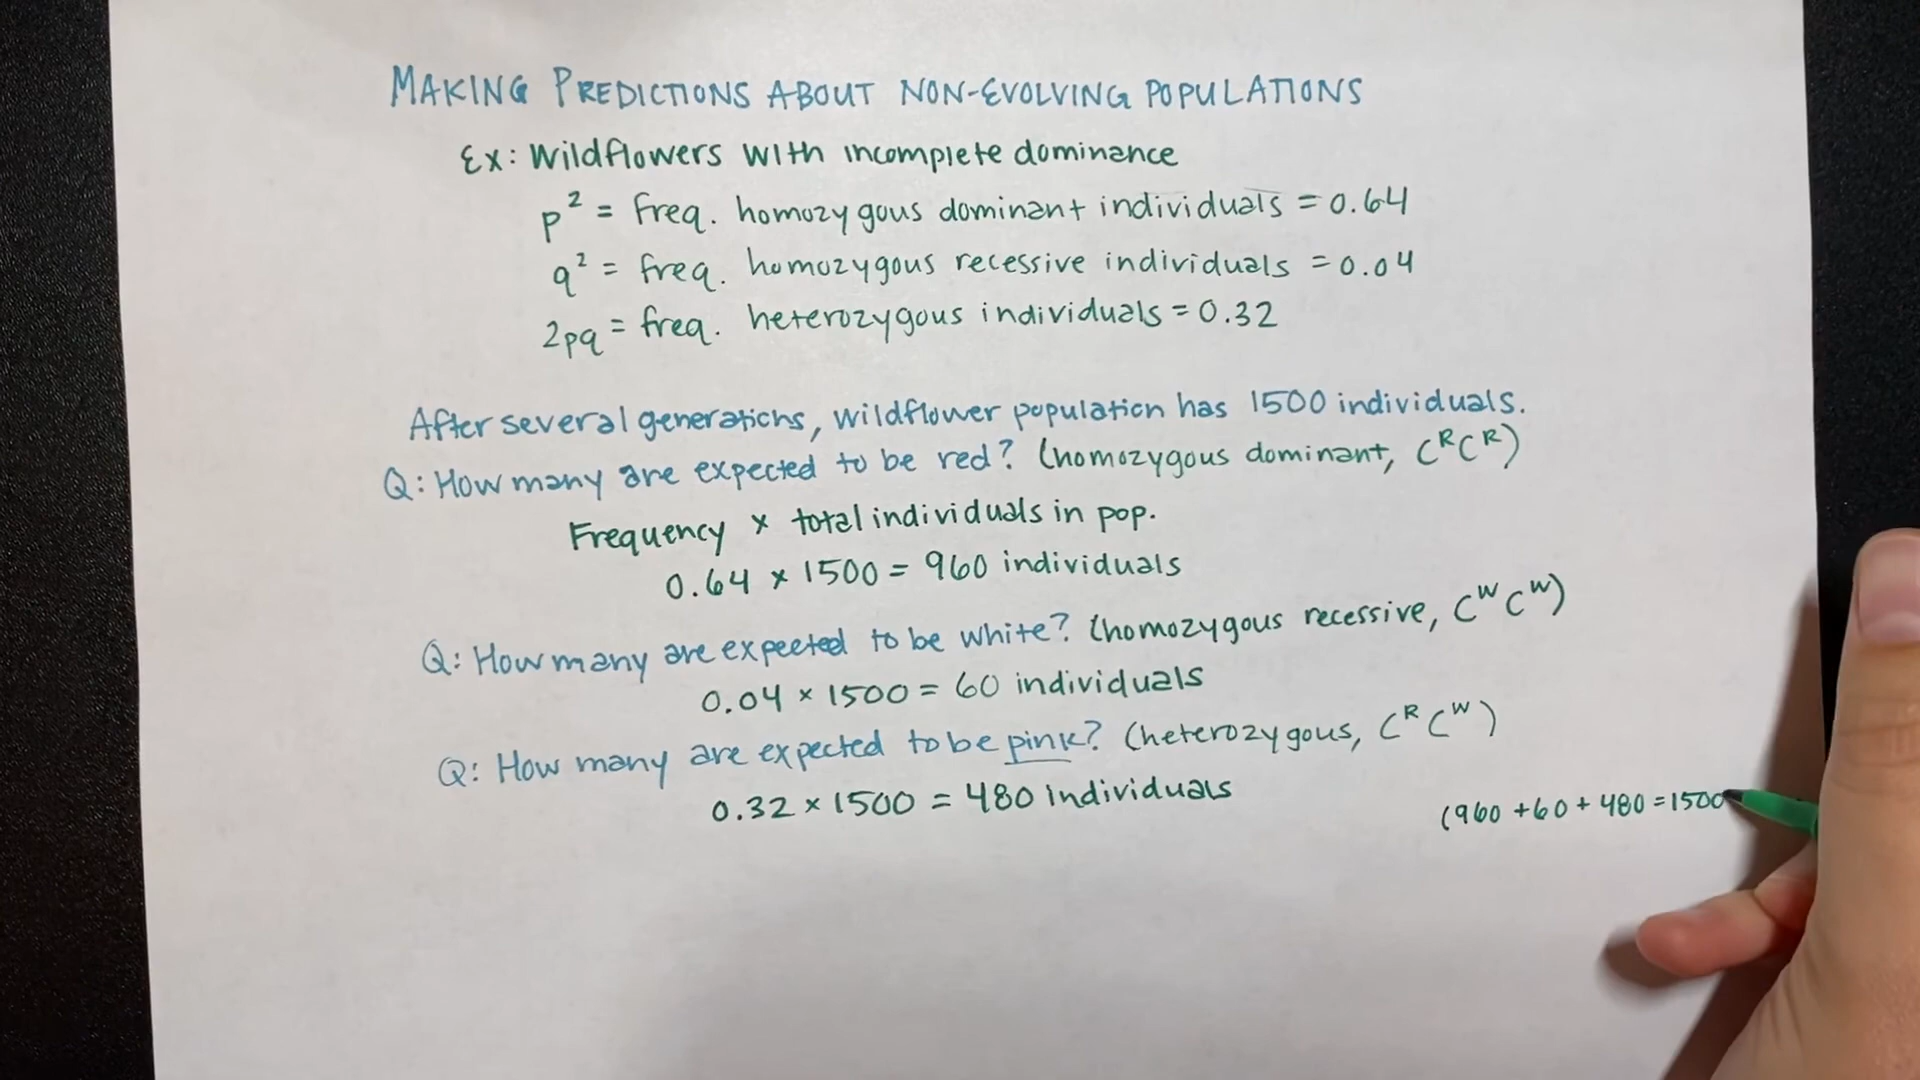 MAKING PREDICTIONS ABOUT NON-EVOLVING POPULATIONS
Ex: Wildflowers with incomplete dominance
p² = freq. homozygous dominant individuals = 0.64
q² = freq. homozygous recessive individuals = 0.04
2pq = freq. heterozygous individuals = 0.32
After several generations, wildflower population has 1500 individuals.
Q: How many are expected to be red? (homozygous dominant, CᴿCᴿ)
Frequency × total individuals in pop.
0.64 × 1500 = 960 individuals
Q: How many are expected to be white? (homozygous recessive, CᵂCᵂ)
0.04 × 1500 = 60 individuals
Q: How many are expected to be pink? (heterozygous, CᴿCᵂ)
0.32 × 1500 = 480 individuals
(960 + 60 + 480 = 1500